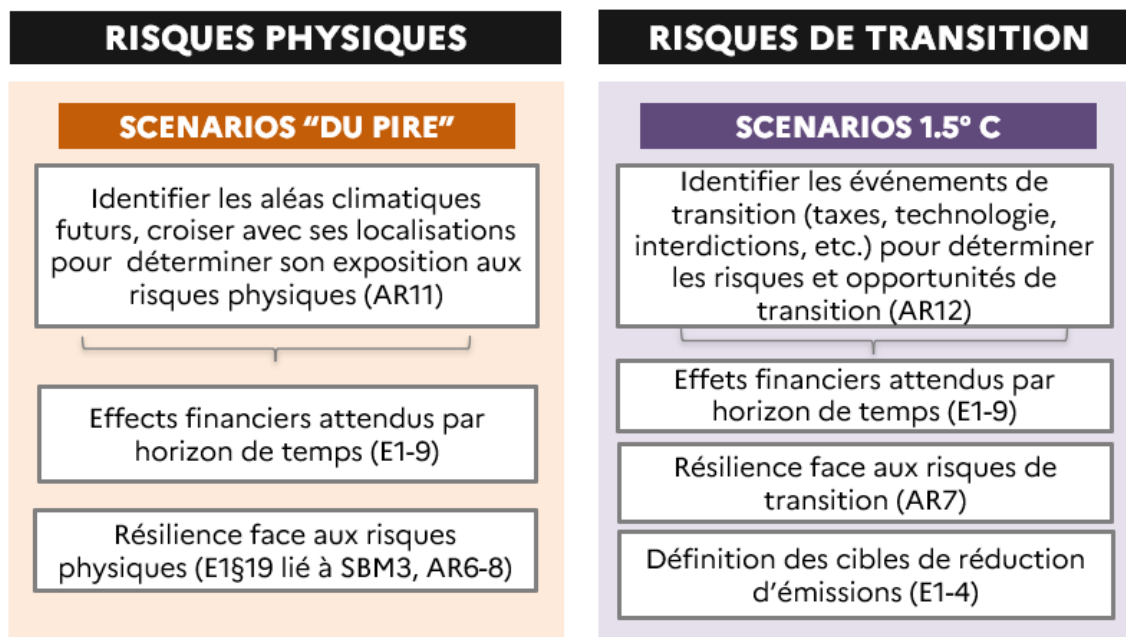 RISQUES PHYSIQUES
SCENARIOS “DU PIRE”
Identifier les aléas climatiques
futurs, croiser avec ses localisations
pour déterminer son exposition aux
risques physiques (AR11)
Effects financiers attendus par
horizon de temps (E1-9)
Résilience face aux risques
physiques (E1§19 lié à SBM3, AR6-8)
RISQUES DE TRANSITION
SCENARIOS 1.5° C
Identifier les événements de
transition (taxes, technologie,
interdictions, etc.) pour déterminer
les risques et opportunités de
transition (AR12)
Effets financiers attendus par
horizon de temps (E1-9)
Résilience face aux risques de
transition (AR7)
Définition des cibles de réduction
d’émissions (E1-4)